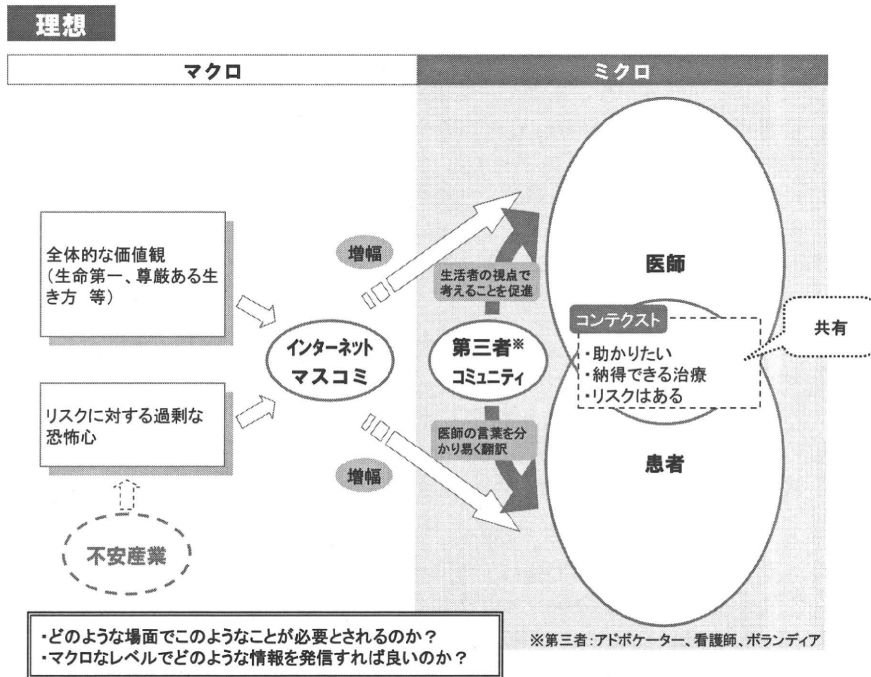 理想
マクロ
ミクロ
全体的な価値観
（生命第一、尊厳ある生
き方　等）
リスクに対する過剰な
恐怖心
不安産業
インターネット
マスコミ
増幅
増幅
生活者の視点で
考えることを促進
第三者※
コミュニティ
医師の言葉を分
かり易く翻訳
医師
コンテクスト
・助かりたい
・納得できる治療
・リスクはある
共有
患者
・どのような場面でこのようなことが必要とされるのか？
・マクロなレベルでどのような情報を発信すれば良いのか？
※第三者：アドボケーター、看護師、ボランティア